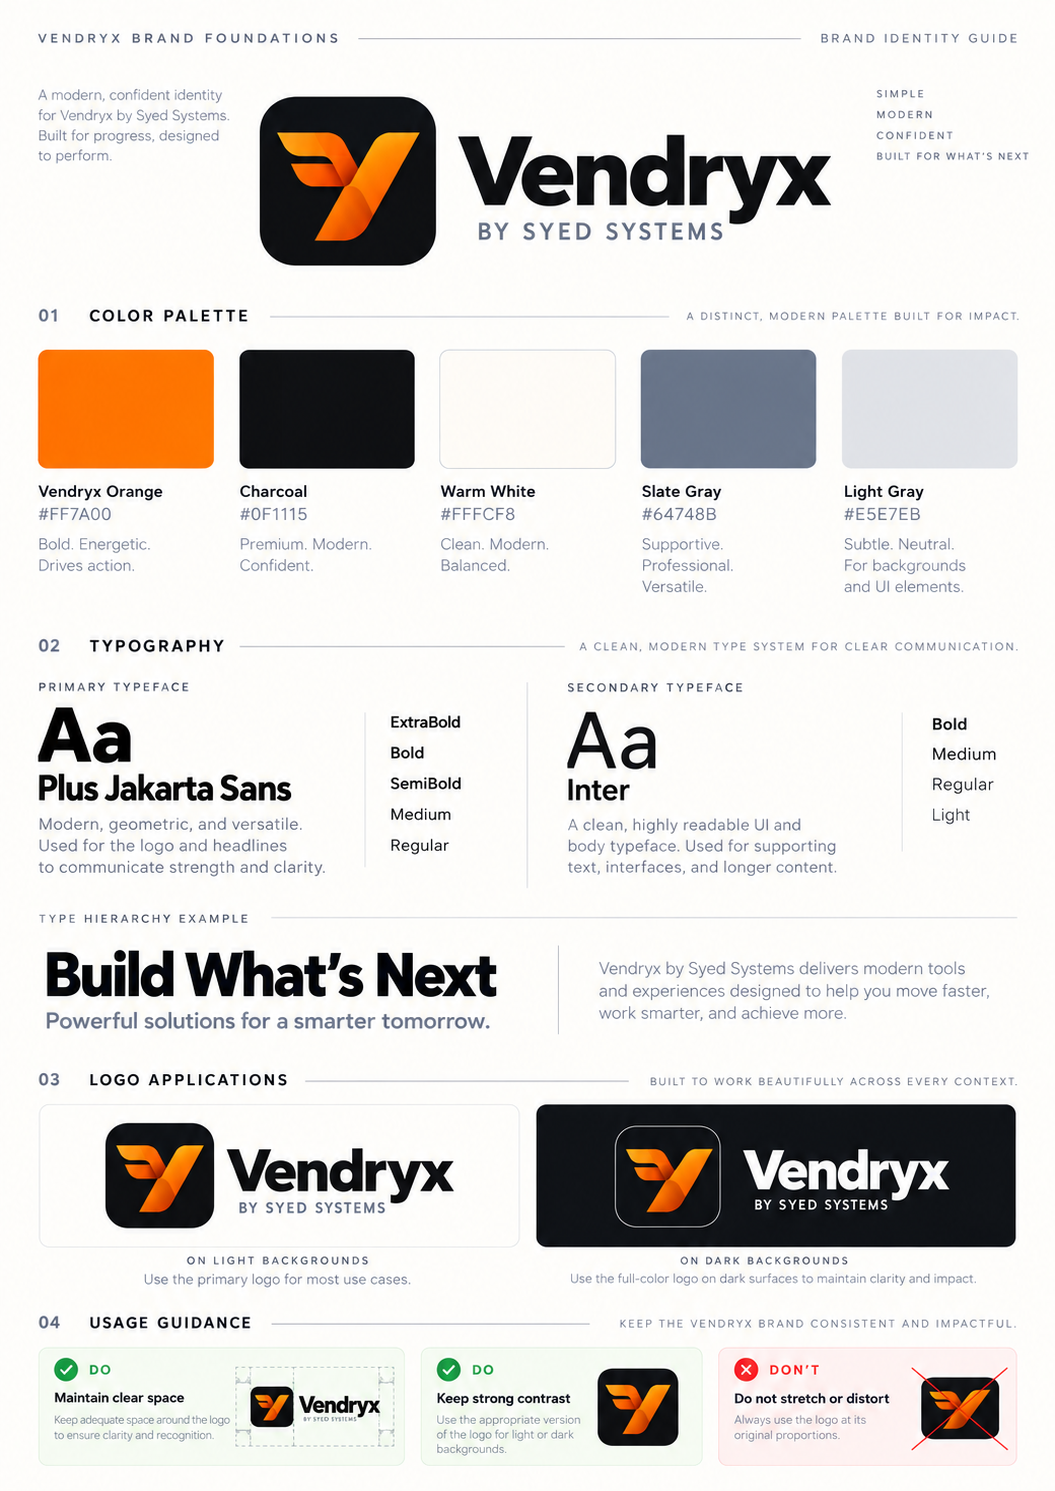 VENDRYX BRAND FOUNDATIONS
BRAND IDENTITY GUIDE
A modern, confident identity
for Vendryx by Syed Systems.
Built for progress, designed
to perform.
Vendryx
BY SYED SYSTEMS
SIMPLE
MODERN
CONFIDENT
BUILT FOR WHAT'S NEXT
01 COLOR PALETTE
A DISTINCT, MODERN PALETTE BUILT FOR IMPACT.
Vendryx Orange
#FF7A00
Bold. Energetic.
Drives action.
Charcoal
#0F1115
Premium. Modern.
Confident.
Warm White
#FFFCF8
Clean. Modern.
Balanced.
Slate Gray
#64748B
Supportive.
Professional.
Versatile.
Light Gray
#E5E7EB
Subtle. Neutral.
For backgrounds
and UI elements.
02 TYPOGRAPHY
A CLEAN, MODERN TYPE SYSTEM FOR CLEAR COMMUNICATION.
PRIMARY TYPEFACE
Aa
Plus Jakarta Sans
Modern, geometric, and versatile.
Used for the logo and headlines
to communicate strength and clarity.
ExtraBold
Bold
SemiBold
Medium
Regular
SECONDARY TYPEFACE
Aa
Inter
A clean, highly readable UI and
body typeface. Used for supporting
text, interfaces, and longer content.
Bold
Medium
Regular
Light
TYPE HIERARCHY EXAMPLE
Build What's Next
Powerful solutions for a smarter tomorrow.
Vendryx by Syed Systems delivers modern tools
and experiences designed to help you move faster,
work smarter, and achieve more.
03 LOGO APPLICATIONS
BUILT TO WORK BEAUTIFULLY ACROSS EVERY CONTEXT.
Vendryx
BY SYED SYSTEMS
ON LIGHT BACKGROUNDS
Use the primary logo for most use cases.
Vendryx
BY SYED SYSTEMS
ON DARK BACKGROUNDS
Use the full-color logo on dark surfaces to maintain clarity and impact.
04 USAGE GUIDANCE
KEEP THE VENDRYX BRAND CONSISTENT AND IMPACTFUL.
DO
Maintain clear space
Keep adequate space around the logo
to ensure clarity and recognition.
Vendryx
BY SYED SYSTEMS
DO
Keep strong contrast
Use the appropriate version
of the logo for light or dark
backgrounds.
DON'T
Do not stretch or distort
Always use the logo at its
original proportions.